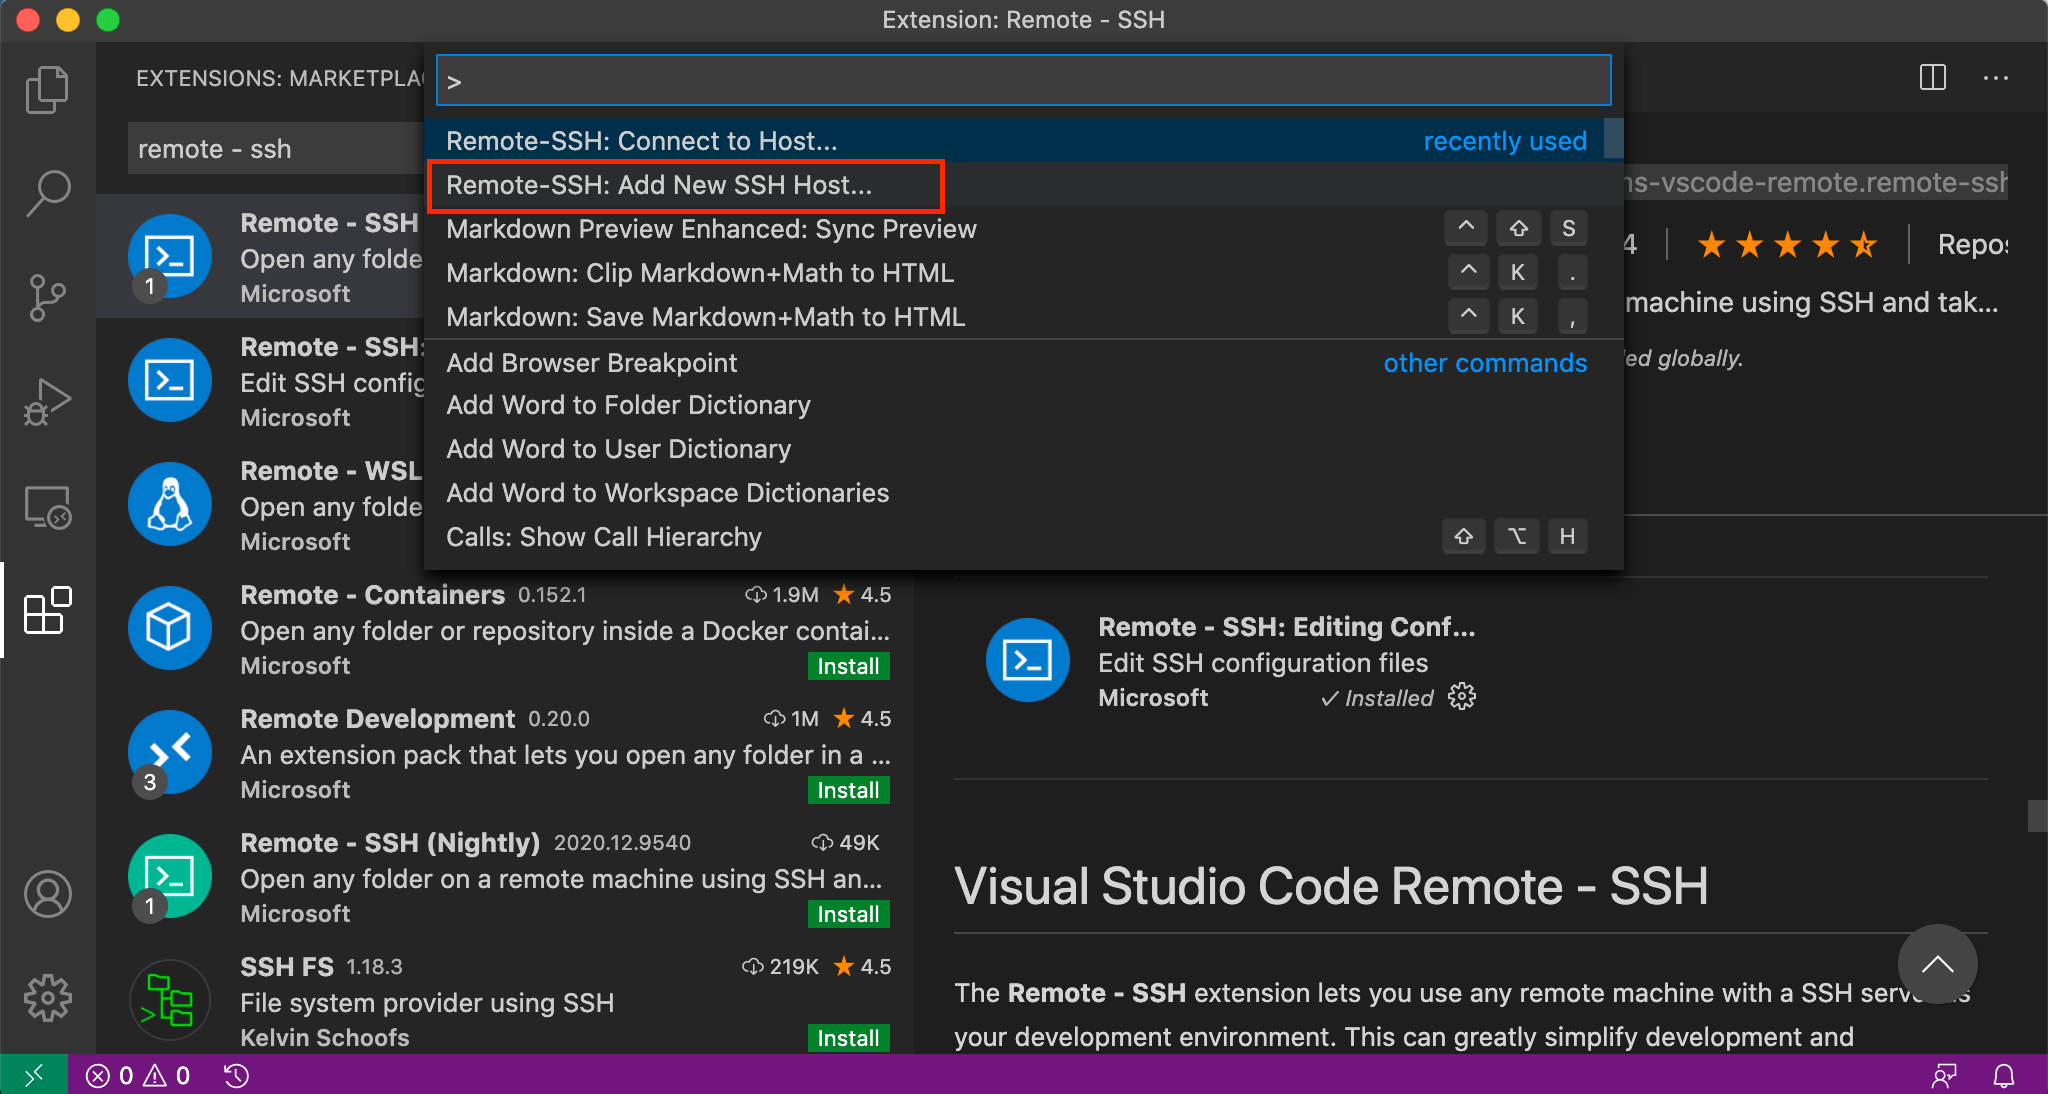 Extension: Remote - SSH
EXTENSIONS: MARKETPLAC
remote - ssh
>
Remote-SSH: Connect to Host...
recently used
Remote-SSH: Add New SSH Host...
Markdown Preview Enhanced: Sync Preview
^ ⇧ S
Markdown: Clip Markdown+Math to HTML
^ K .
Markdown: Save Markdown+Math to HTML
^ K ,
Add Browser Breakpoint
other commands
Add Word to Folder Dictionary
Add Word to User Dictionary
Add Word to Workspace Dictionaries
Calls: Show Call Hierarchy
⇧ ⌥ H
Remote - SSH
Open any folde
Microsoft
1
Remote - SSH:
Edit SSH config
Microsoft
Remote - WSL
Open any folde
Microsoft
Remote - Containers 0.152.1 1.9M ★ 4.5
Open any folder or repository inside a Docker contai...
Microsoft
Install
Remote Development 0.20.0 1M ★ 4.5
An extension pack that lets you open any folder in a ...
3
Microsoft
Install
Remote - SSH (Nightly) 2020.12.9540 49K
Open any folder on a remote machine using SSH an...
1
Microsoft
Install
SSH FS 1.18.3 219K ★ 4.5
File system provider using SSH
Kelvin Schoofs
Install
ns-vscode-remote.remote-ssh
4 | ★★★★ | Repos
machine using SSH and tak...
ed globally.
Remote - SSH: Editing Conf...
Edit SSH configuration files
Microsoft
✓ Installed
Visual Studio Code Remote - SSH
The Remote - SSH extension lets you use any remote machine with a SSH serv s
your development environment. This can greatly simplify development and
0 0